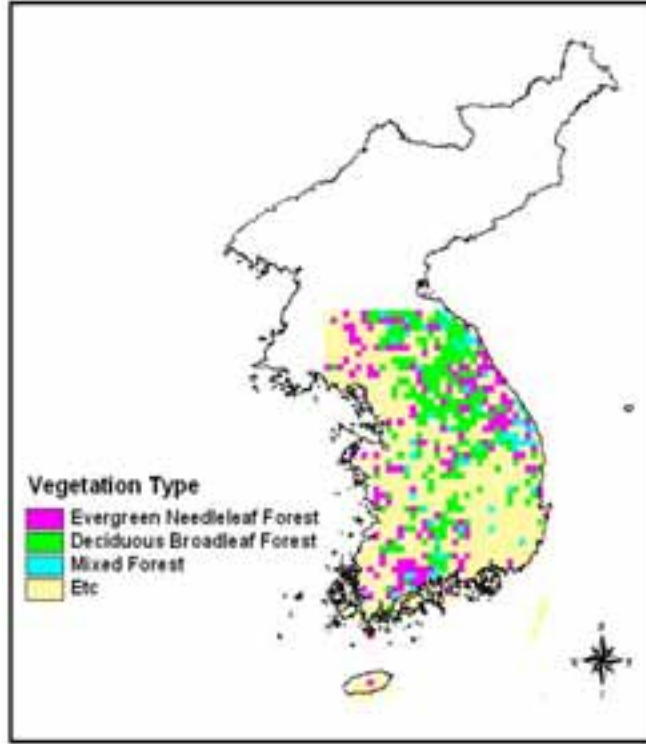 Vegetation Type
Evergreen Needleleaf Forest
Deciduous Broadleaf Forest
Mixed Forest
Etc